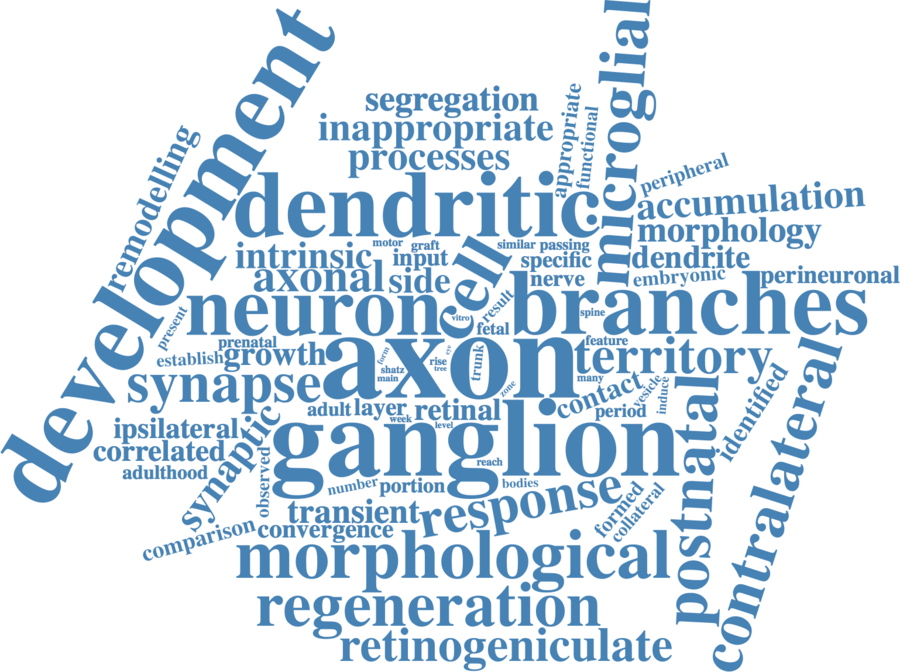 development
microglial
segregation
inappropriate
processes
appropriate
functional
remodelling
dendritic
peripheral
accumulation
morphology
dendrite
motor
graft
similar
passing
intrinsic
input
specific
axonal
side
cell
nerve
embryonic
perineuronal
neuron
branches
result
vitro
fetal
spine
present
prenatal
feature
establish
growth
axon
territory
form
shatz
main
rise
tree
eye
trunk
zone
many
synapse
contact
vesicle
induce
identified
contralateral
adult
layer
retinal
week
level
period
postnatal
ipsilateral
correlated
adulthood
synaptic
ganglion
reach
observed
number
portion
bodies
response
formed
collateral
transient
comparison
convergence
morphological
regeneration
retinogeniculate